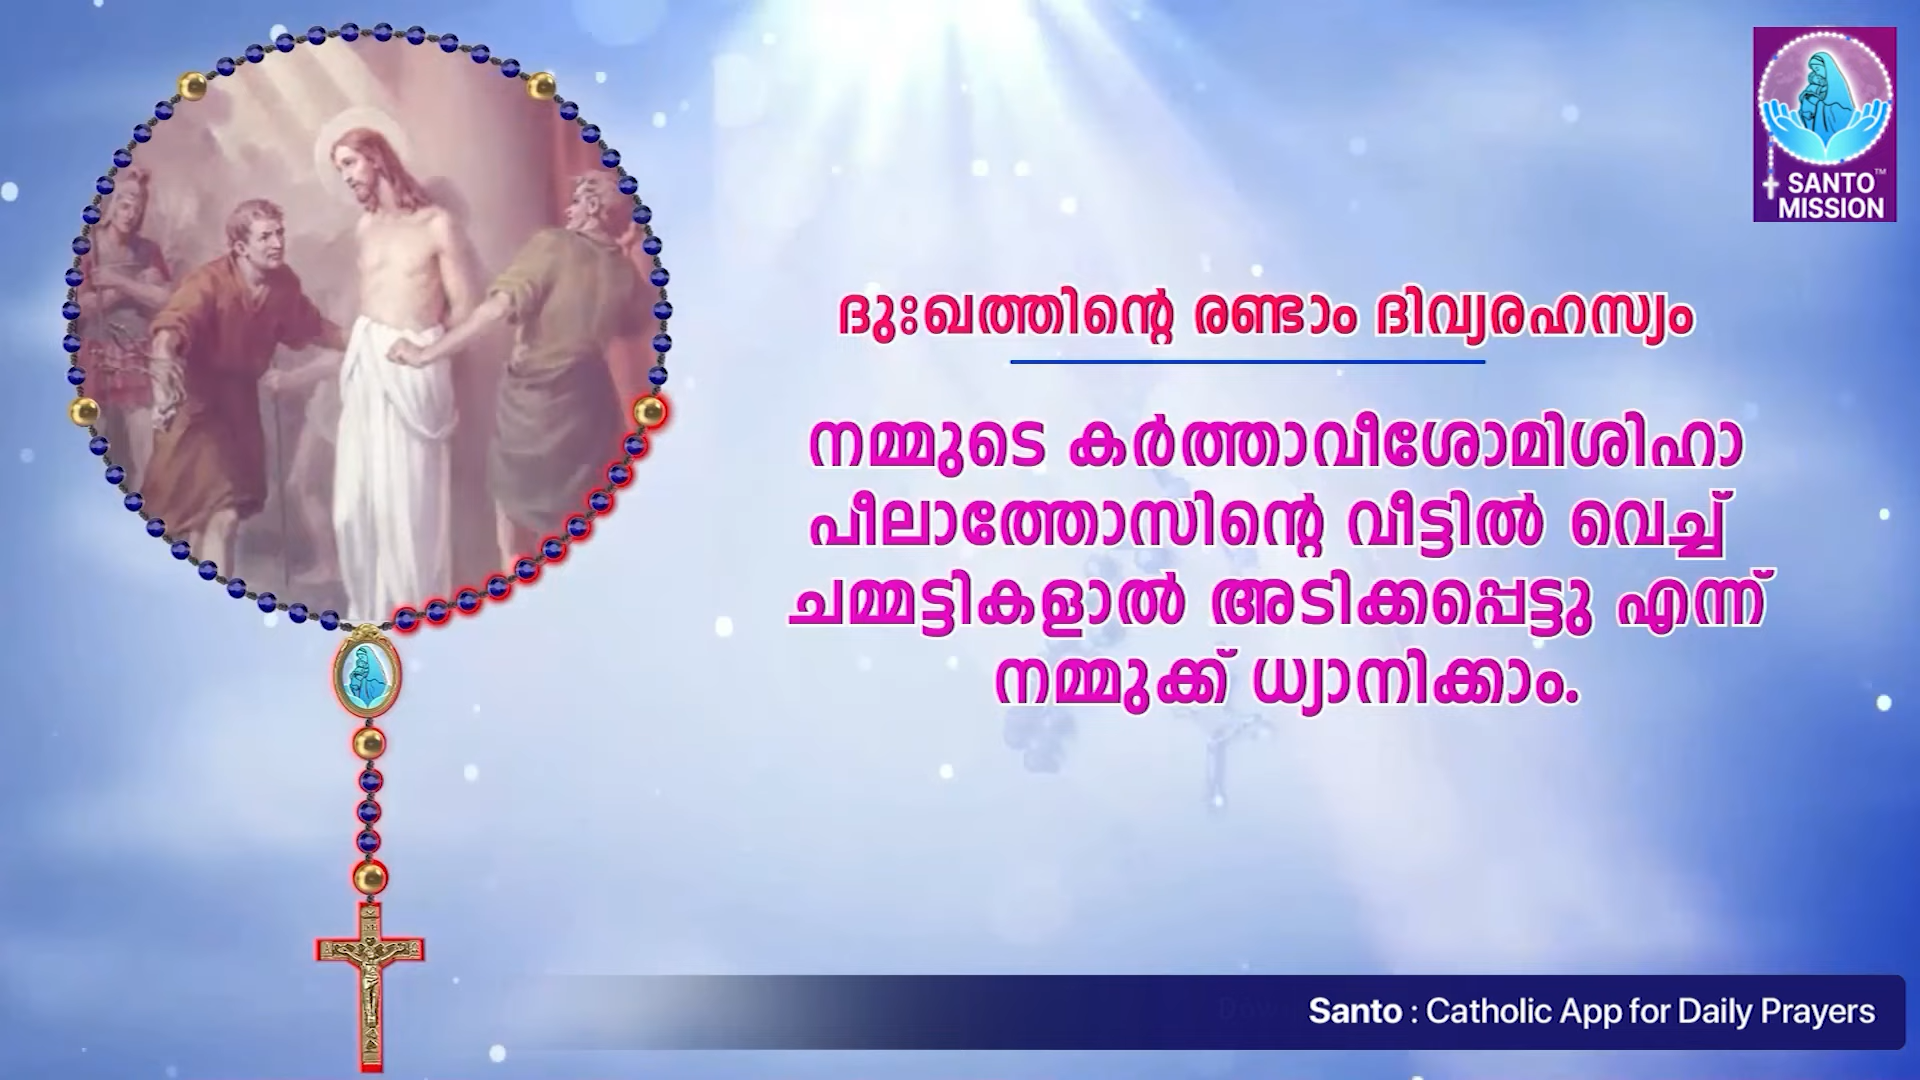 SANTO™
MISSION
ദുഃഖത്തിന്റെ രണ്ടാം ദിവ്യരഹസ്യം
നമ്മുടെ കർത്താവീശോമിശിഹാ
പീലാത്തോസിന്റെ വീട്ടിൽ വെച്ച്
ചമ്മട്ടികളാൽ അടിക്കപ്പെട്ടു എന്ന്
നമ്മുക്ക് ധ്യാനിക്കാം.
Santo : Catholic App for Daily Prayers